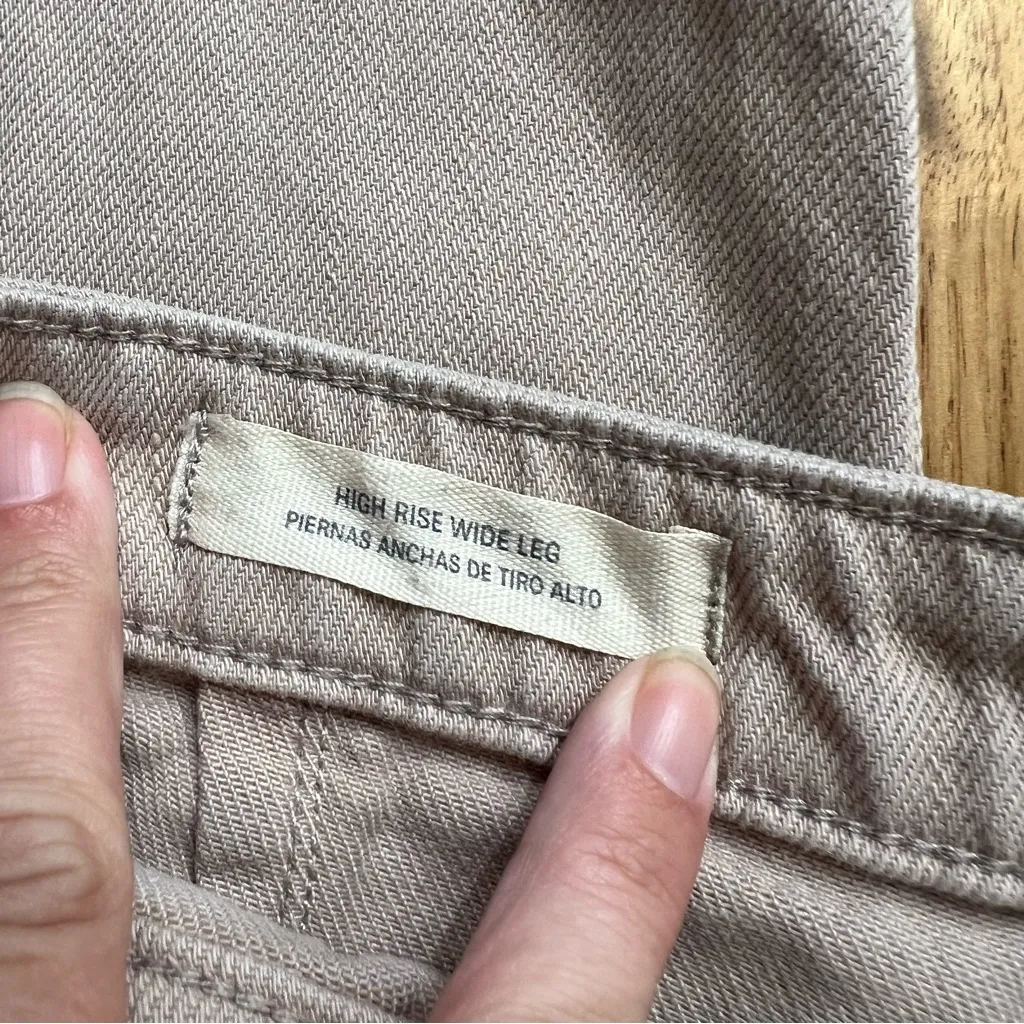 HIGH RISE WIDE LEG
PIERNAS ANCHAS DE TIRO ALTO